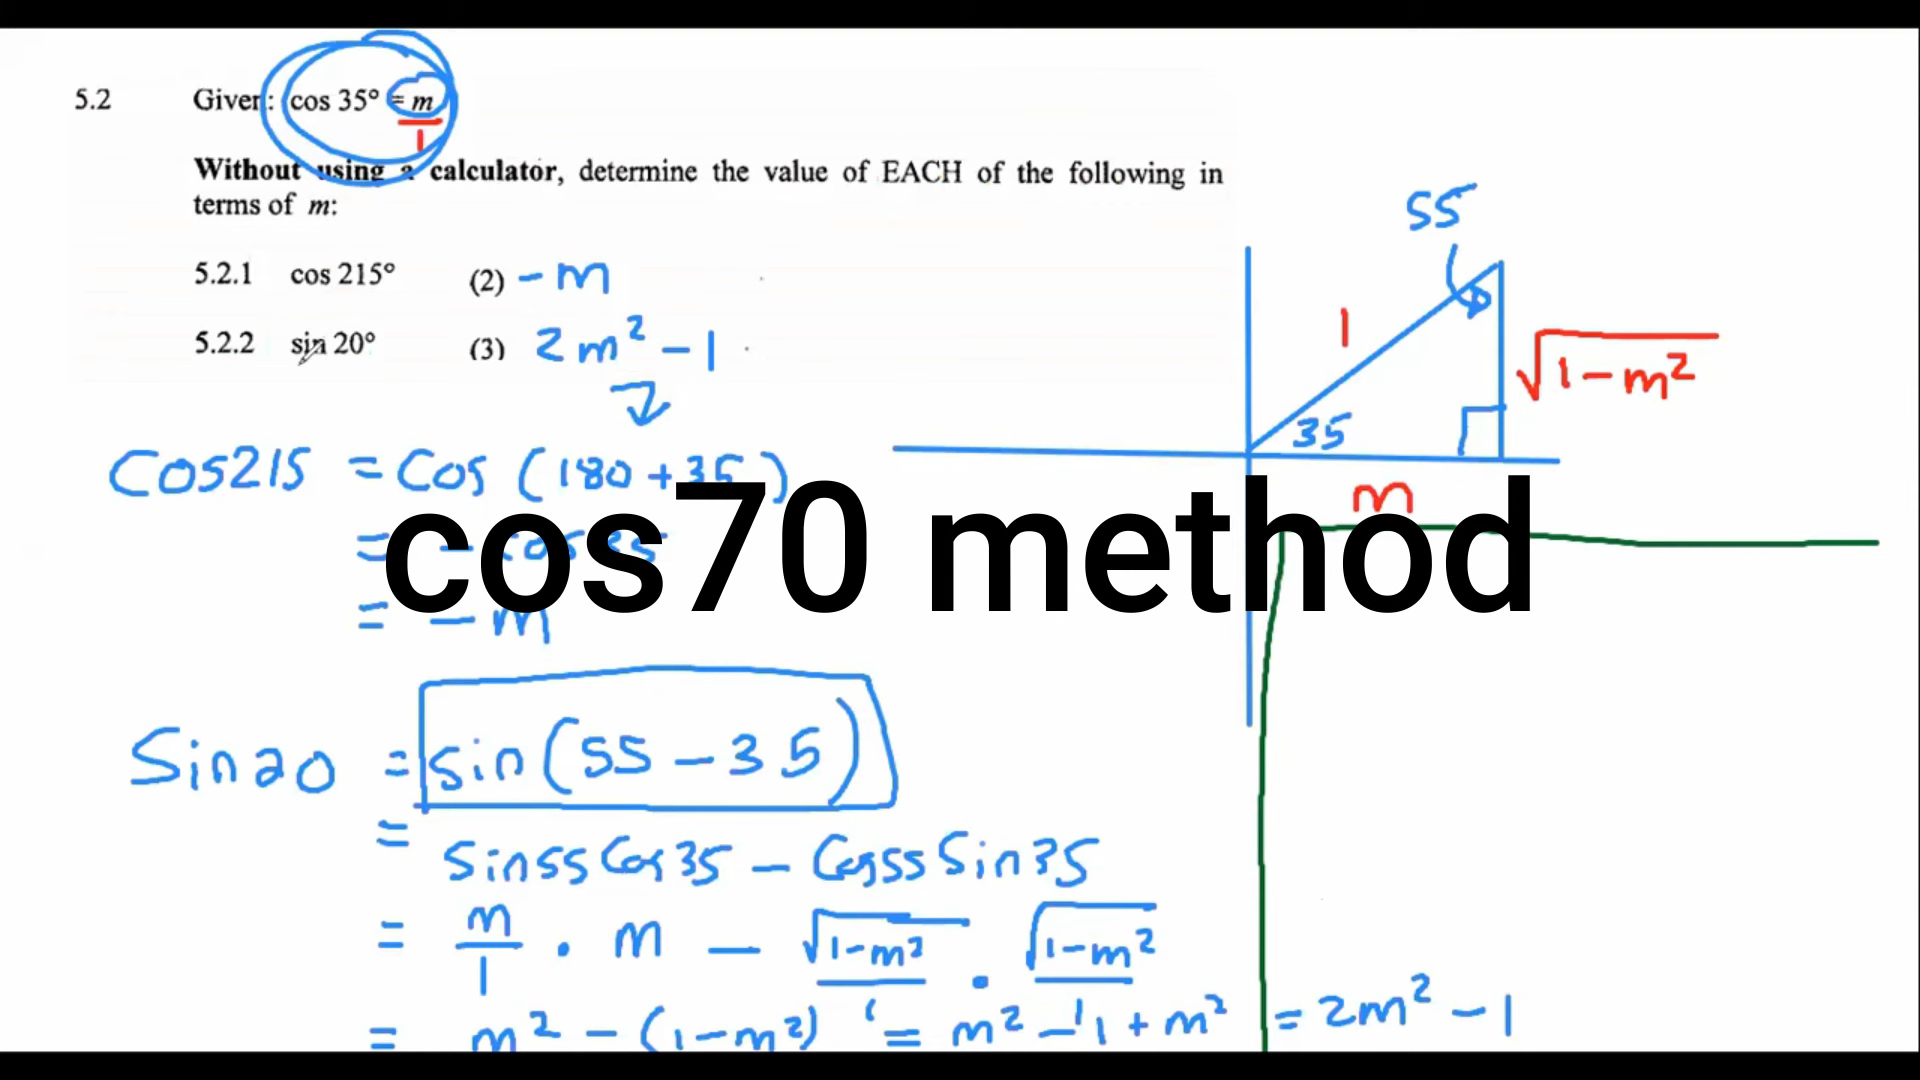 5.2 Given: cos 35° = m
1
Without using a calculator, determine the value of EACH of the following in
terms of m:
55
5.2.1 cos 215° (2) - m
5.2.2 sin 20° (3) 2m² - 1
1
√1-m²
35
m
Cos215 = Cos (180+35)
= - cos35
cos70 method
= - m
Sin20 = sin(55-35)
= Sin55Cos35 - Cos55Sin35
= m/1 · m - √1-m² · √1-m²
= m² - (1-m²) = m² - 1 + m² = 2m² - 1